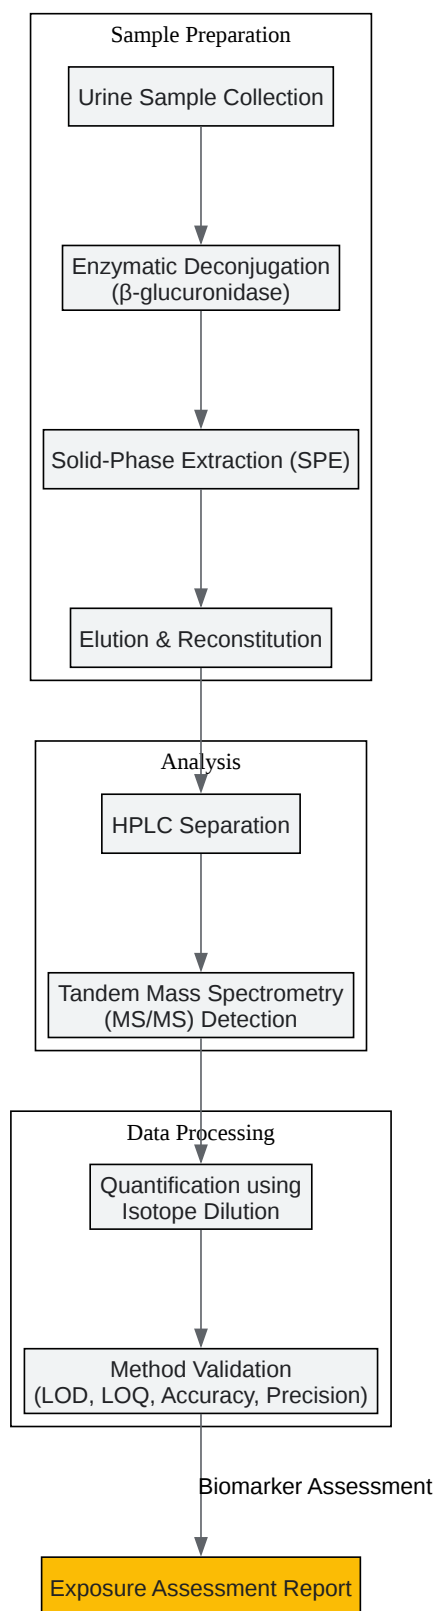 Sample Preparation
Urine Sample Collection
Enzymatic Deconjugation
(β-glucuronidase)
Solid-Phase Extraction (SPE)
Elution & Reconstitution
Analysis
HPLC Separation
Tandem Mass Spectrometry
(MS/MS) Detection
Data Processing
Quantification using
Isotope Dilution
Method Validation
(LOD, LOQ, Accuracy, Precision)
Biomarker Assessment
Exposure Assessment Report